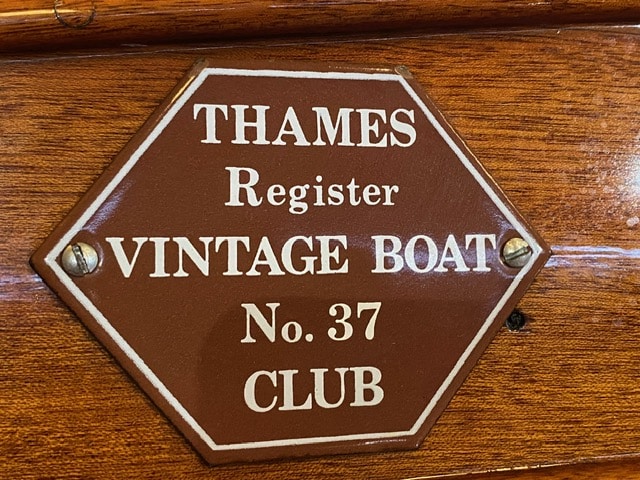 THAMES
Register
VINTAGE BOAT
No. 37
CLUB